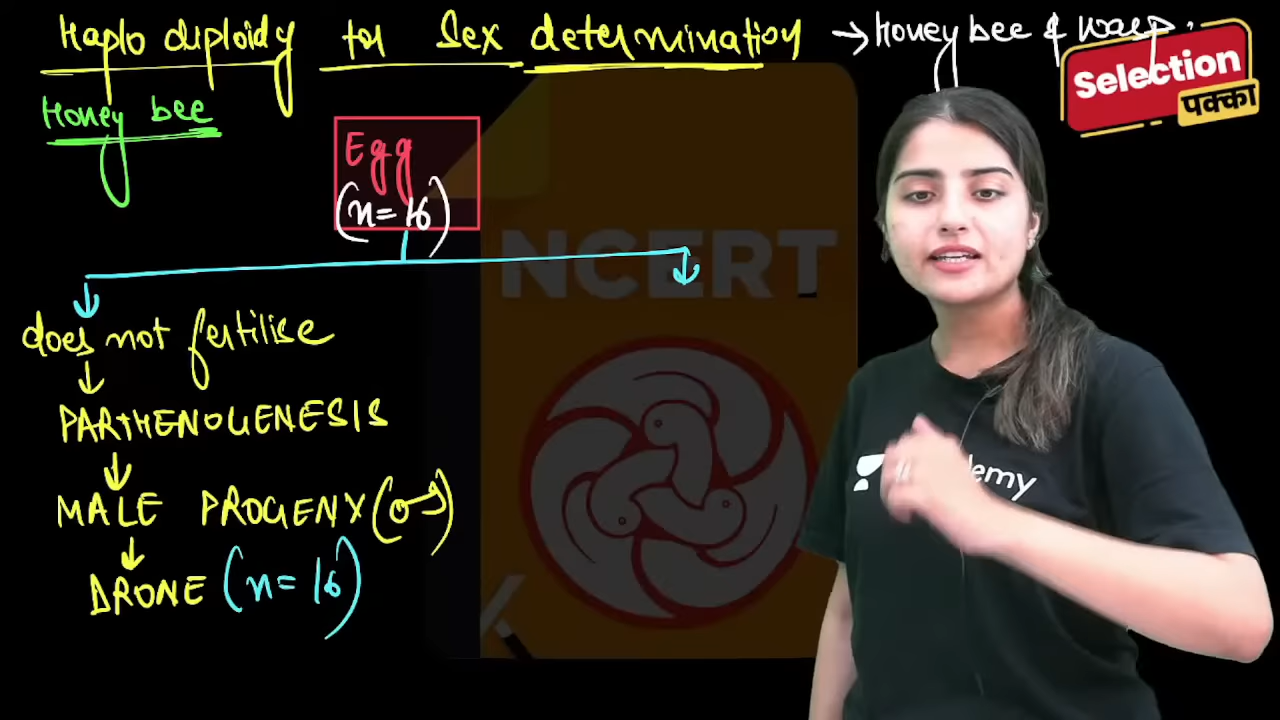 Haplo diploidy for Sex determination → Honey bee & wasp.
Selection
पक्का
Honey bee
Egg
(n=16)
NCERT
does not fertilise
PARTHENOGENESIS
MALE PROGENY (♂)
DRONE (n=16)
demy